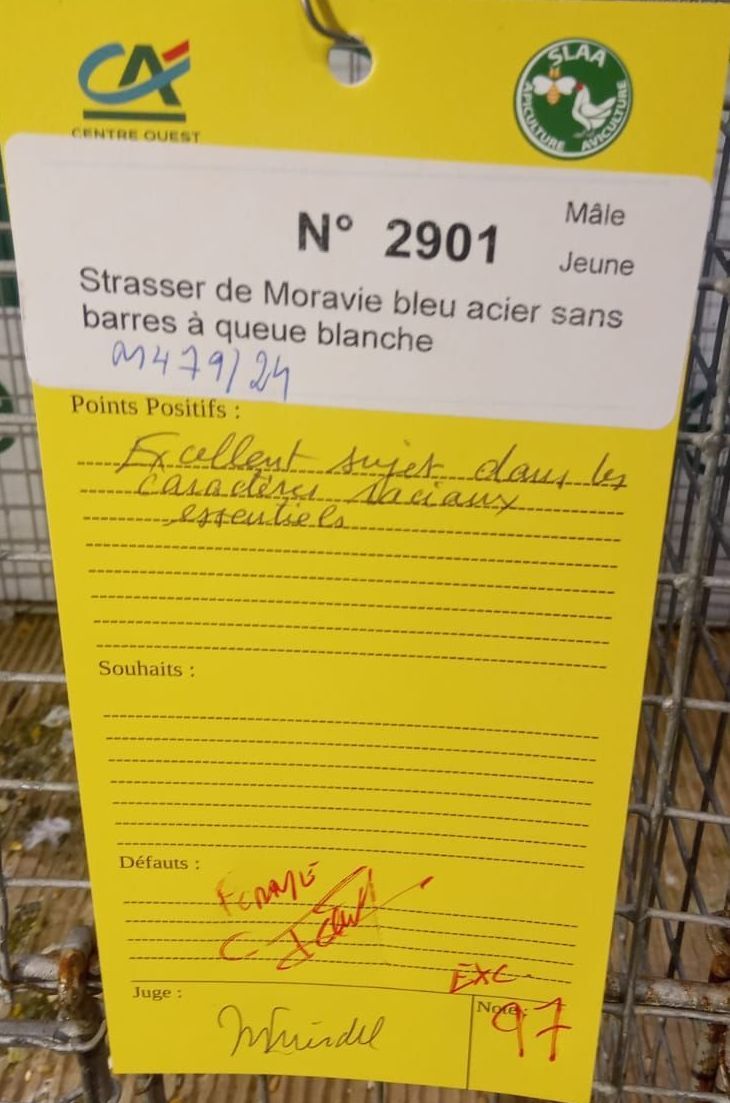 CA
CENTRE OUEST
SLAA
APICULTURE AVICULTURE
N° 2901
Mâle
Jeune
Strasser de Moravie bleu acier sans
barres à queue blanche
M479/24
Points Positifs :
Excellent sujet dans les
caractères raciaux
essentiels
Souhaits :
Défauts :
C.
EXC.
Juge :
Note :
97